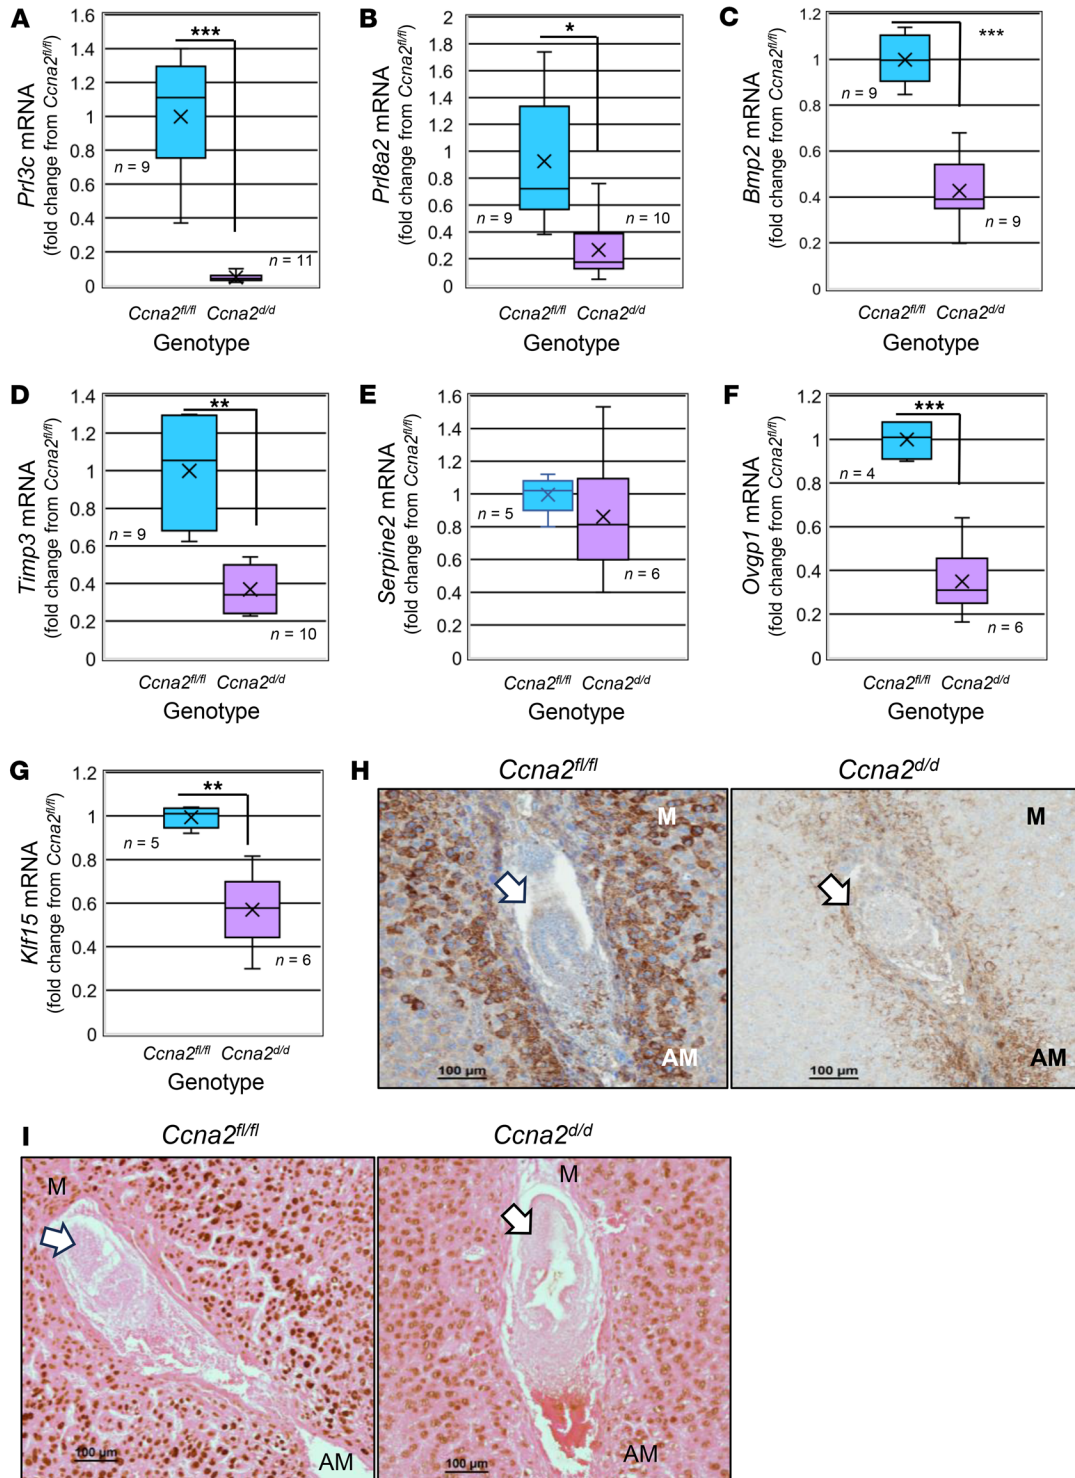 A
Prl3c mRNA
(fold change from Ccna2fl/fl)
1.6
1.4
1.2
1
0.8
0.6
0.4
0.2
0
***
n = 9
n = 11
Ccna2fl/fl Ccna2d/d
Genotype
B
Prl8a2 mRNA
(fold change from Ccna2fl/fl)
2
1.8
1.6
1.4
1.2
1
0.8
0.6
0.4
0.2
0
*
n = 9
n = 10
Ccna2fl/fl Ccna2d/d
Genotype
C
Bmp2 mRNA
(fold change from Ccna2fl/fl)
1.2
1
0.8
0.6
0.4
0.2
0
***
n = 9
n = 9
Ccna2fl/fl Ccna2d/d
Genotype
D
Timp3 mRNA
(fold change from Ccna2fl/fl)
1.4
1.2
1
0.8
0.6
0.4
0.2
0
**
n = 9
n = 10
Ccna2fl/fl Ccna2d/d
Genotype
E
Serpine2 mRNA
(fold change from Ccna2fl/fl)
1.6
1.4
1.2
1
0.8
0.6
0.4
0.2
0
n = 5
n = 6
Ccna2fl/fl Ccna2d/d
Genotype
F
Ovgp1 mRNA
(fold change from Ccna2fl/fl)
1.2
1
0.8
0.6
0.4
0.2
0
***
n = 4
n = 6
Ccna2fl/fl Ccna2d/d
Genotype
G
Klf15 mRNA
(fold change from Ccna2fl/fl)
1.2
1
0.8
0.6
0.4
0.2
0
**
n = 5
n = 6
Ccna2fl/fl Ccna2d/d
Genotype
H
Ccna2fl/fl
M
AM
100 µm
Ccna2d/d
M
AM
100 µm
I
Ccna2fl/fl
M
AM
100 µm
Ccna2d/d
M
AM
100 µm